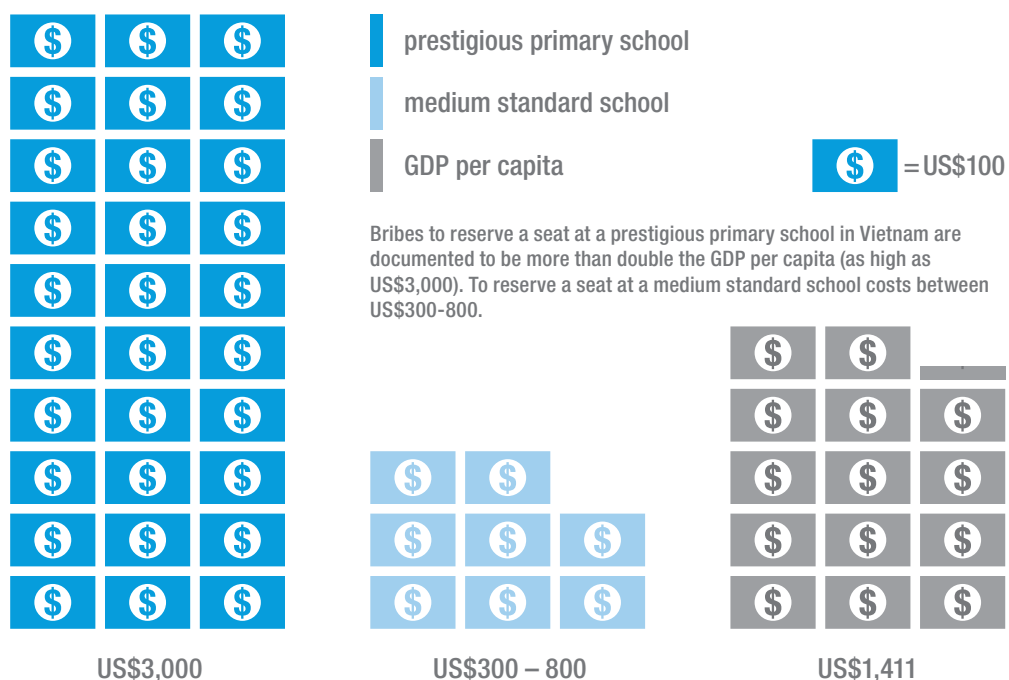 prestigious primary school
medium standard school
GDP per capita
$ =US$100
Bribes to reserve a seat at a prestigious primary school in Vietnam are
documented to be more than double the GDP per capita (as high as
US$3,000). To reserve a seat at a medium standard school costs between
US$300-800.
$ $ $
$ $ $
$ $ $
$ $ $
$ $ $
$ $ $
$ $ $
$ $ $
$ $ $
$ $ $
US$3,000
$ $
$ $ $
$ $ $
US$300 – 800
$ $
$ $ $
$ $ $
$ $ $
$ $ $
US$1,411